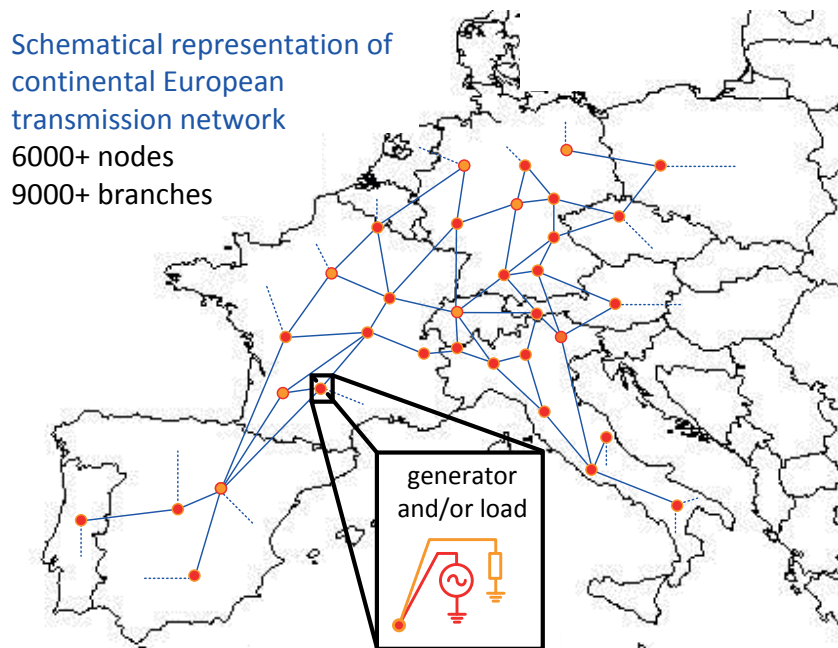 Schematical representation of
continental European
transmission network
6000+ nodes
9000+ branches
generator
and/or load